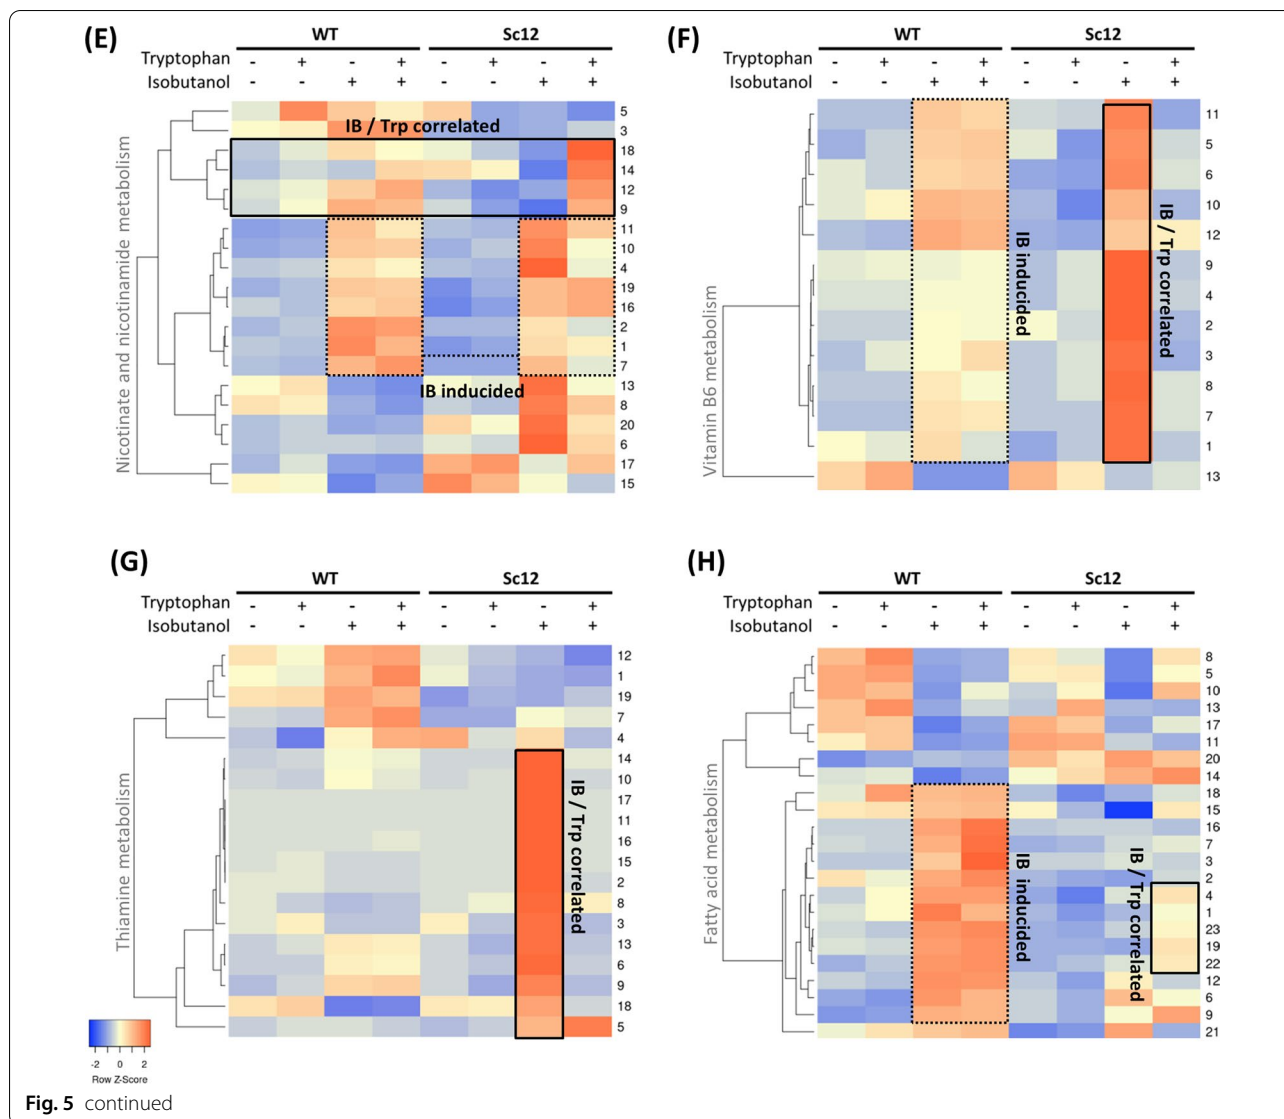 (E)
WT Sc12
Tryptophan - + - + - + - +
Isobutanol - - + + - - + +
Nicotinate and nicotinamide metabolism
IB / Trp correlated
IB inducided
5
3
18
14
12
9
11
10
4
19
16
2
1
7
13
8
20
6
17
15
(F)
WT Sc12
Tryptophan - + - + - + - +
Isobutanol - - + + - - + +
Vitamin B6 metabolism
IB inducided
IB / Trp correlated
11
5
6
10
12
9
4
2
3
8
7
1
13
(G)
WT Sc12
Tryptophan - + - + - + - +
Isobutanol - - + + - - + +
Thiamine metabolism
IB / Trp correlated
12
1
19
7
4
14
10
17
11
16
15
2
8
3
13
6
9
18
5
-2 0 2
Row Z-Score
(H)
WT Sc12
Tryptophan - + - + - + - +
Isobutanol - - + + - - + +
Fatty acid metabolism
IB inducided
IB / Trp correlated
8
5
10
13
17
11
20
14
18
15
16
7
3
2
4
1
23
19
22
12
6
9
21
Fig. 5 continued